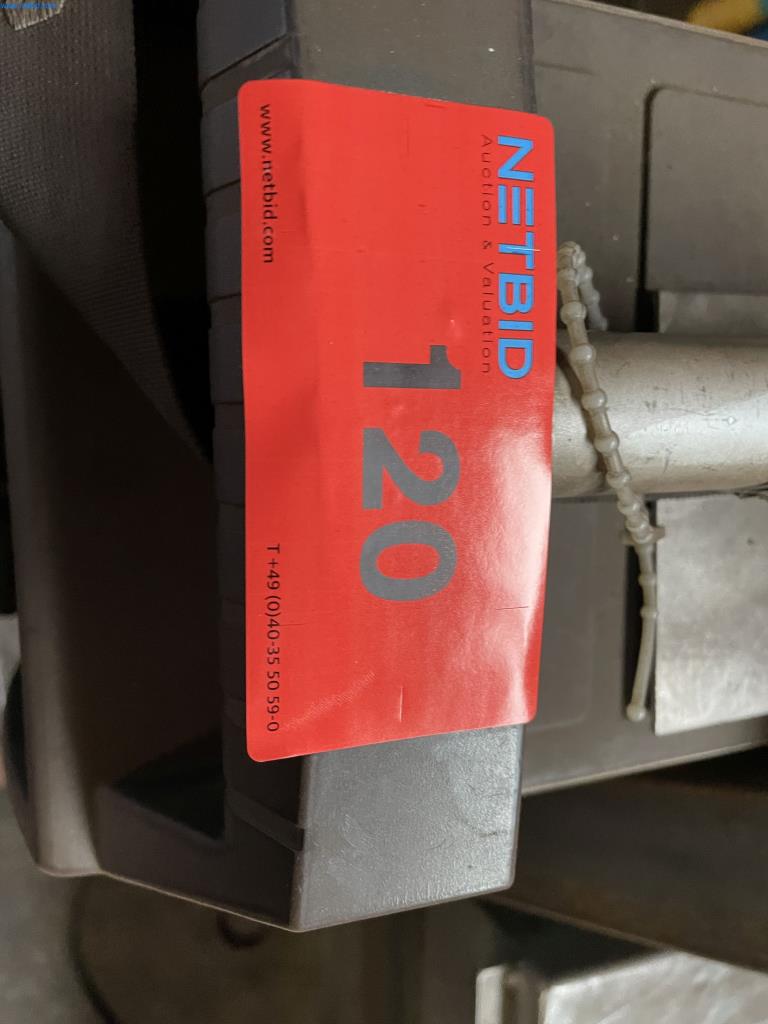 NETBID
Auction & Valuation
120
www.netbid.com
T +49 (0)40-35 50 59-0